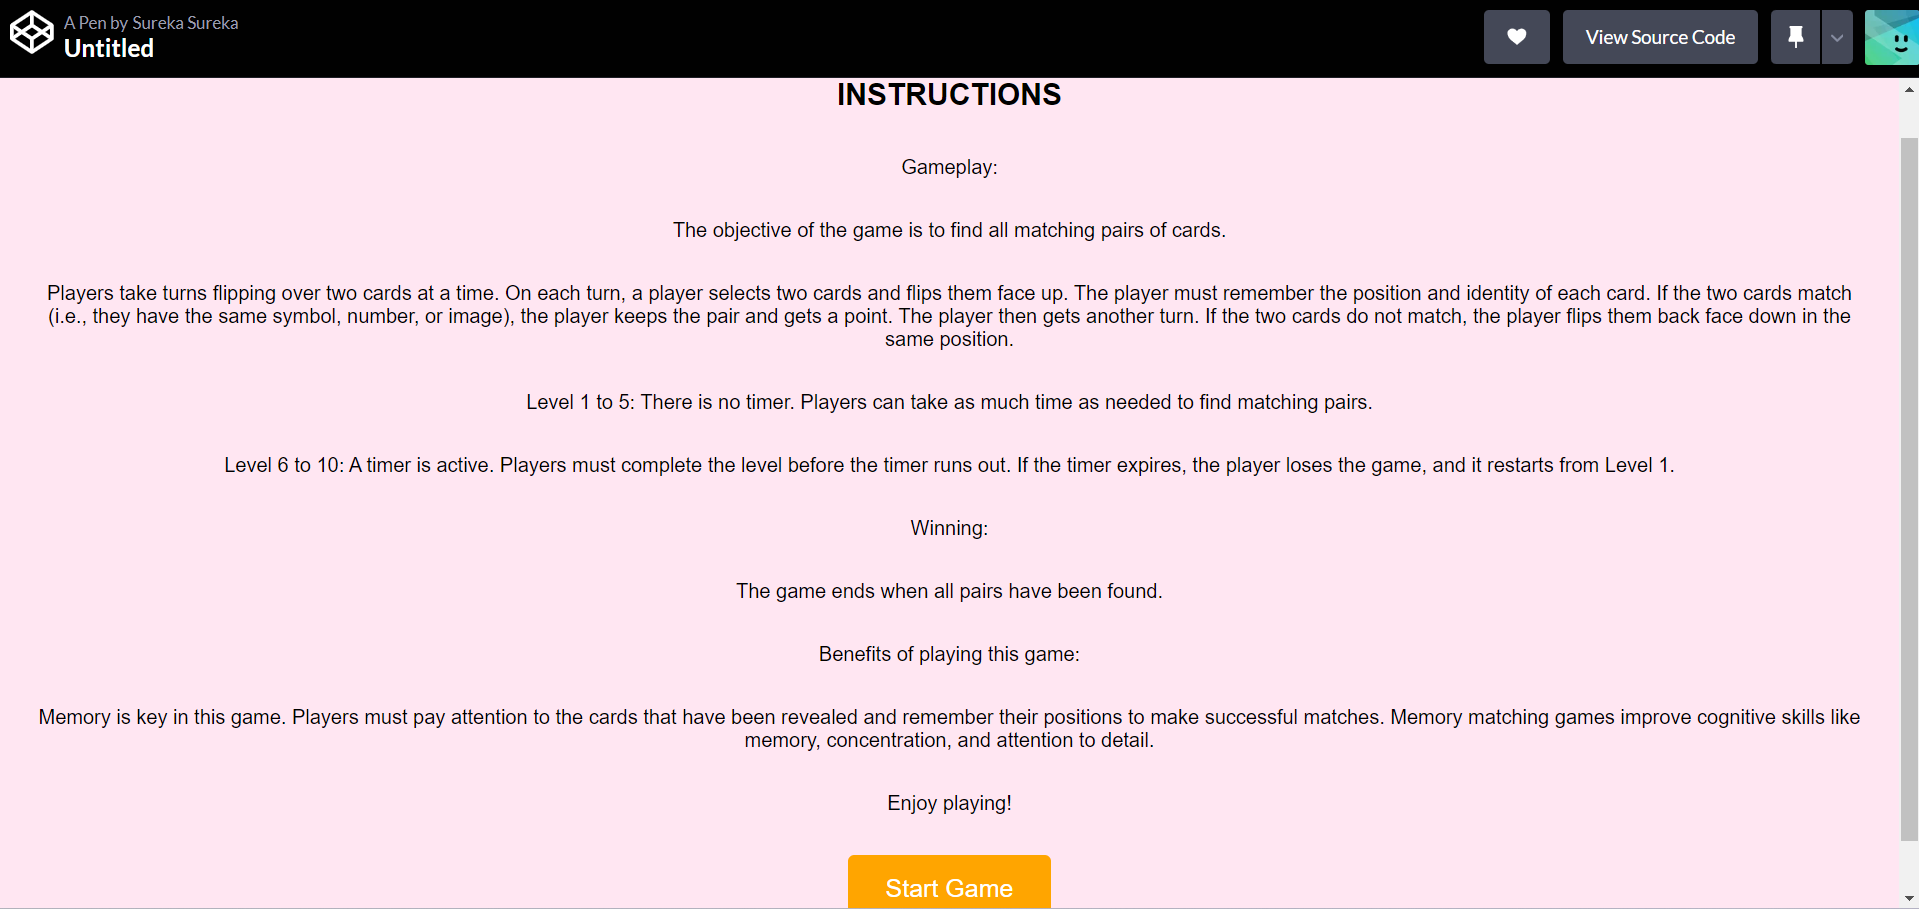 A Pen by Sureka Sureka
Untitled
View Source Code
INSTRUCTIONS
Gameplay:
The objective of the game is to find all matching pairs of cards.
Players take turns flipping over two cards at a time. On each turn, a player selects two cards and flips them face up. The player must remember the position and identity of each card. If the two cards match
(i.e., they have the same symbol, number, or image), the player keeps the pair and gets a point. The player then gets another turn. If the two cards do not match, the player flips them back face down in the
same position.
Level 1 to 5: There is no timer. Players can take as much time as needed to find matching pairs.
Level 6 to 10: A timer is active. Players must complete the level before the timer runs out. If the timer expires, the player loses the game, and it restarts from Level 1.
Winning:
The game ends when all pairs have been found.
Benefits of playing this game:
Memory is key in this game. Players must pay attention to the cards that have been revealed and remember their positions to make successful matches. Memory matching games improve cognitive skills like
memory, concentration, and attention to detail.
Enjoy playing!
Start Game